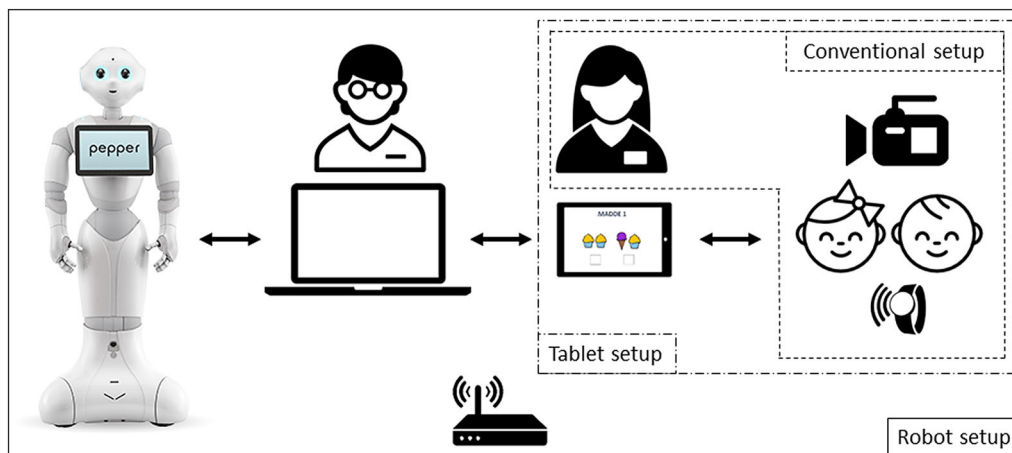 Conventional setup
pepper
MADDE 1
Tablet setup
Robot setup